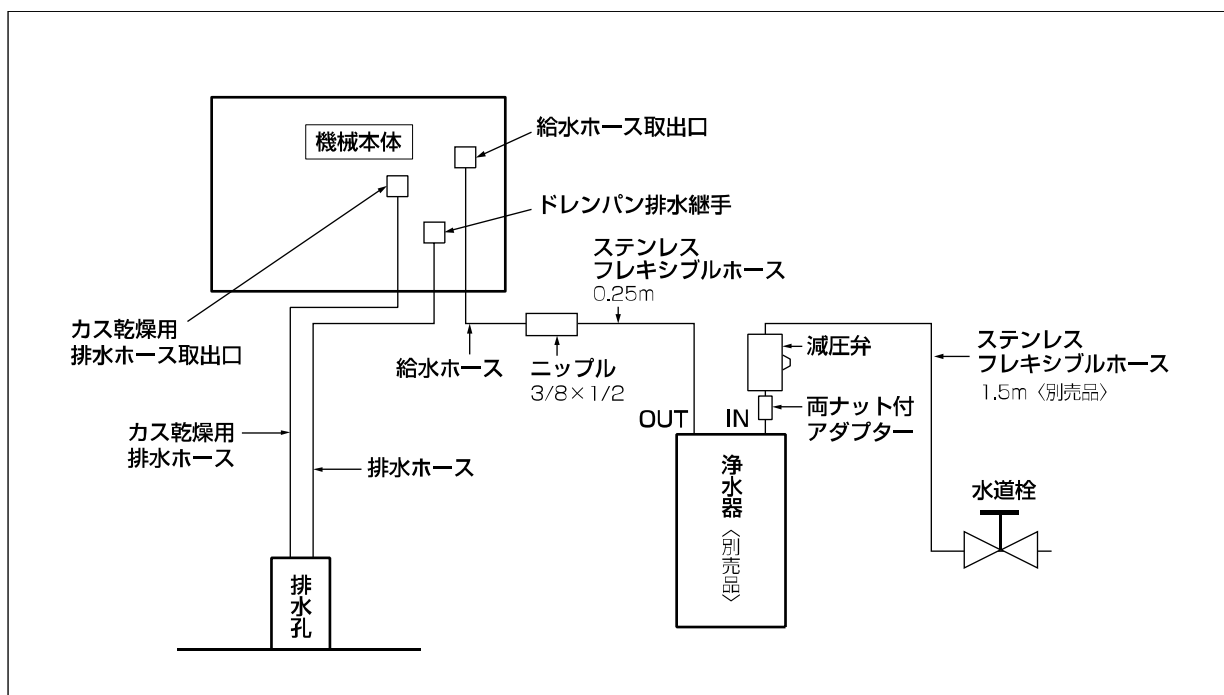 機械本体
給水ホース取出口
ドレンパン排水継手
ステンレス
フレキシブルホース
0.25m
カス乾燥用
排水ホース取出口
給水ホース
ニップル
3/8×1/2
減圧弁
ステンレス
フレキシブルホース
1.5m〈別売品〉
両ナット付
アダプター
OUT
IN
カス乾燥用
排水ホース
排水ホース
浄水器〈別売品〉
水道栓
排水孔